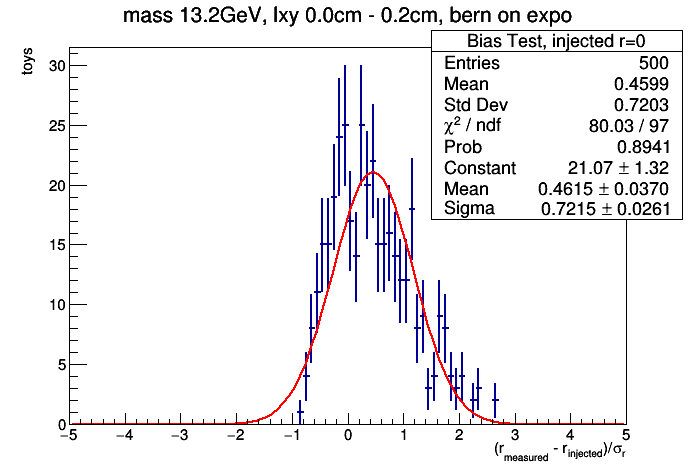 mass 13.2GeV, lxy 0.0cm - 0.2cm, bern on expo
Bias Test, injected r=0
Entries 500
Mean 0.4599
Std Dev 0.7203
χ² / ndf 80.03 / 97
Prob 0.8941
Constant 21.07 ± 1.32
Mean 0.4615 ± 0.0370
Sigma 0.7215 ± 0.0261
toys
30
25
20
15
10
5
0
−5 −4 −3 −2 −1 0 1 2 3 4 5
(r_measured - r_injected)/σ_r